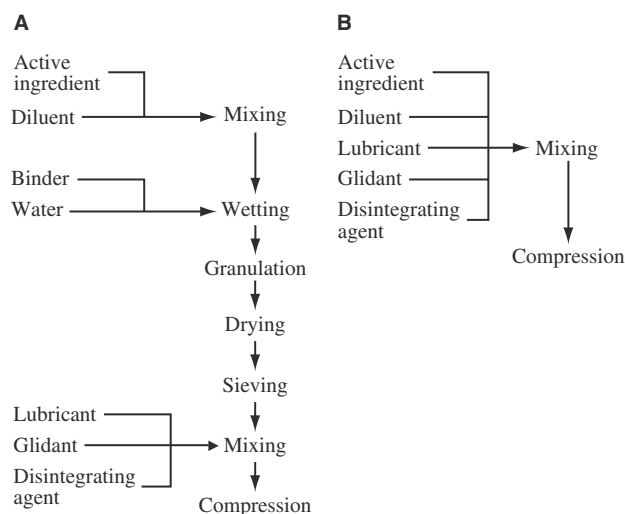 A
Active
ingredient
Diluent
Mixing
Binder
Water
Wetting
Granulation
Drying
Sieving
Lubricant
Glidant
Mixing
Disintegrating
agent
Compression
B
Active
ingredient
Diluent
Lubricant
Mixing
Glidant
Disintegrating
agent
Compression